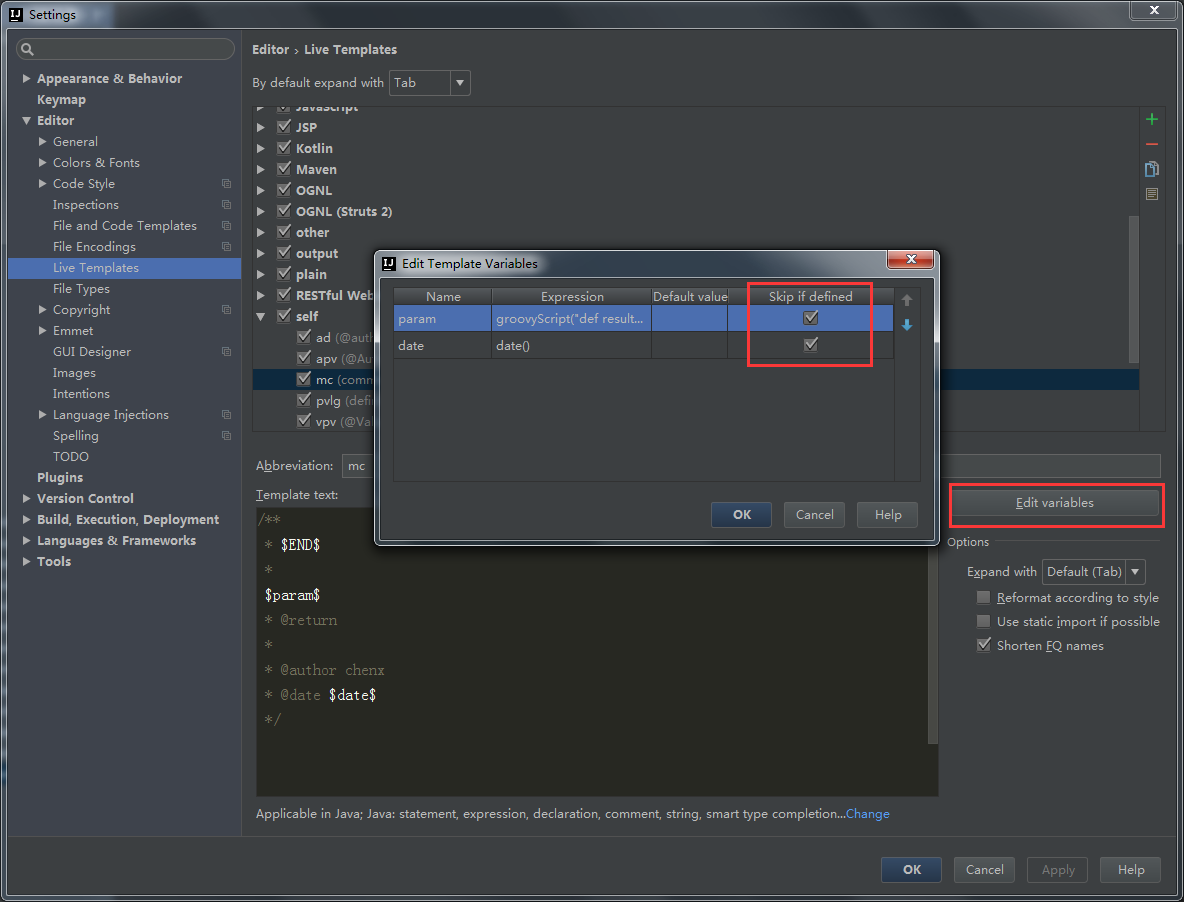 Settings
Appearance & Behavior
Keymap
Editor
General
Colors & Fonts
Code Style
Inspections
File and Code Templates
File Encodings
Live Templates
File Types
Copyright
Emmet
GUI Designer
Images
Intentions
Language Injections
Spelling
TODO
Plugins
Version Control
Build, Execution, Deployment
Languages & Frameworks
Tools
Editor › Live Templates
By default expand with Tab
Javascript
JSP
Kotlin
Maven
OGNL
OGNL (Struts 2)
other
output
plain
RESTful Web
self
ad (@auth
apv (@Au
mc (comm
pvlg (defi
vpv (@Val
Edit Template Variables
Name Expression Default value Skip if defined
param groovyScript("def result...
date date()
OK Cancel Help
Abbreviation: mc
Template text:
/**
* $END$
*
$param$
* @return
*
* @author chenx
* @date $date$
*/
Edit variables
Options
Expand with Default (Tab)
Reformat according to style
Use static import if possible
Shorten FQ names
Applicable in Java; Java: statement, expression, declaration, comment, string, smart type completion...Change
OK Cancel Apply Help